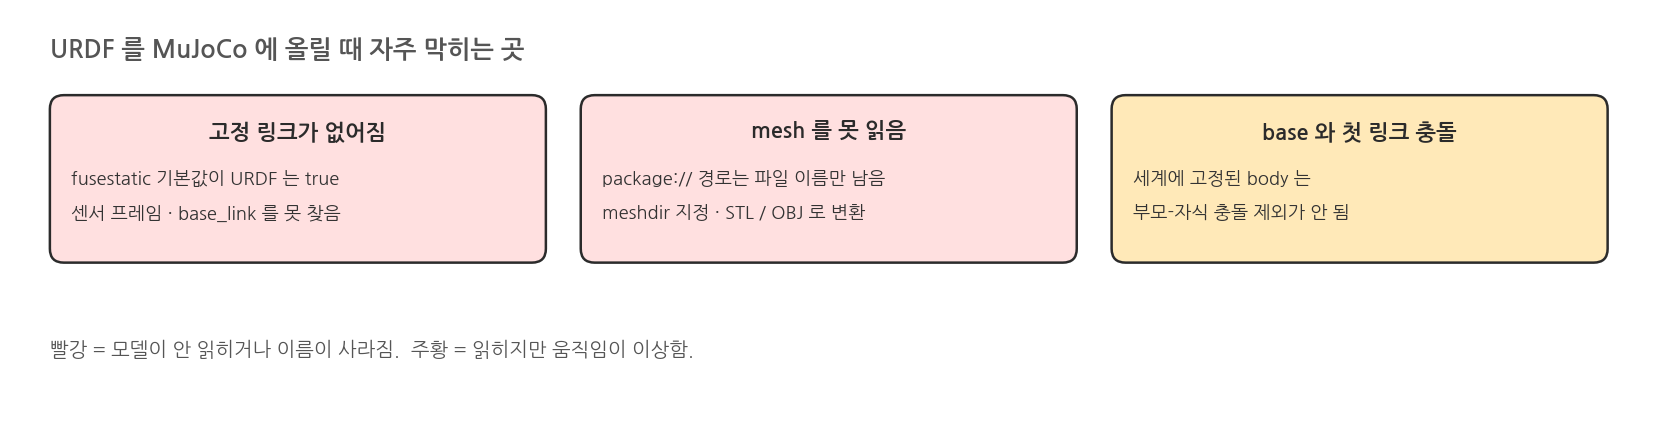 URDF 를 MuJoCo 에 올릴 때 자주 막히는 곳
고정 링크가 없어짐
fusestatic 기본값이 URDF 는 true
센서 프레임 · base_link 를 못 찾음
mesh 를 못 읽음
package:// 경로는 파일 이름만 남음
meshdir 지정 · STL / OBJ 로 변환
base 와 첫 링크 충돌
세계에 고정된 body 는
부모-자식 충돌 제외가 안 됨
빨강 = 모델이 안 읽히거나 이름이 사라짐. 주황 = 읽히지만 움직임이 이상함.